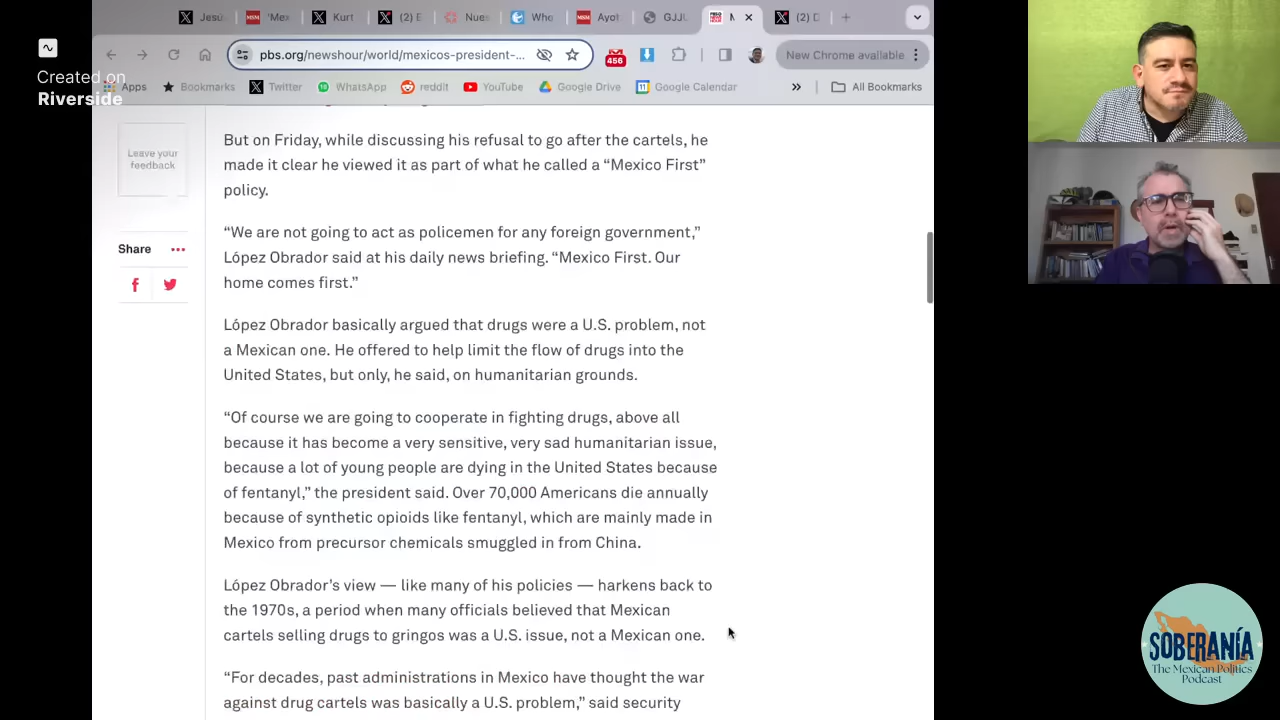 Jesú
'Mex
Kurt
(2) E
Nues
Who
Ayot
GJJL
(2) D
Created on
Riverside
pbs.org/newshour/world/mexicos-president-...
456
New Chrome available
Apps
Bookmarks
Twitter
WhatsApp
reddit
YouTube
Google Drive
Google Calendar
All Bookmarks
Leave your
feedback
Share
But on Friday, while discussing his refusal to go after the cartels, he
made it clear he viewed it as part of what he called a “Mexico First”
policy.
“We are not going to act as policemen for any foreign government,”
López Obrador said at his daily news briefing. “Mexico First. Our
home comes first.”
López Obrador basically argued that drugs were a U.S. problem, not
a Mexican one. He offered to help limit the flow of drugs into the
United States, but only, he said, on humanitarian grounds.
“Of course we are going to cooperate in fighting drugs, above all
because it has become a very sensitive, very sad humanitarian issue,
because a lot of young people are dying in the United States because
of fentanyl,” the president said. Over 70,000 Americans die annually
because of synthetic opioids like fentanyl, which are mainly made in
Mexico from precursor chemicals smuggled in from China.
López Obrador’s view — like many of his policies — harkens back to
the 1970s, a period when many officials believed that Mexican
cartels selling drugs to gringos was a U.S. issue, not a Mexican one.
“For decades, past administrations in Mexico have thought the war
against drug cartels was basically a U.S. problem,” said security
SOBERANÍA
The Mexican Politics
Podcast